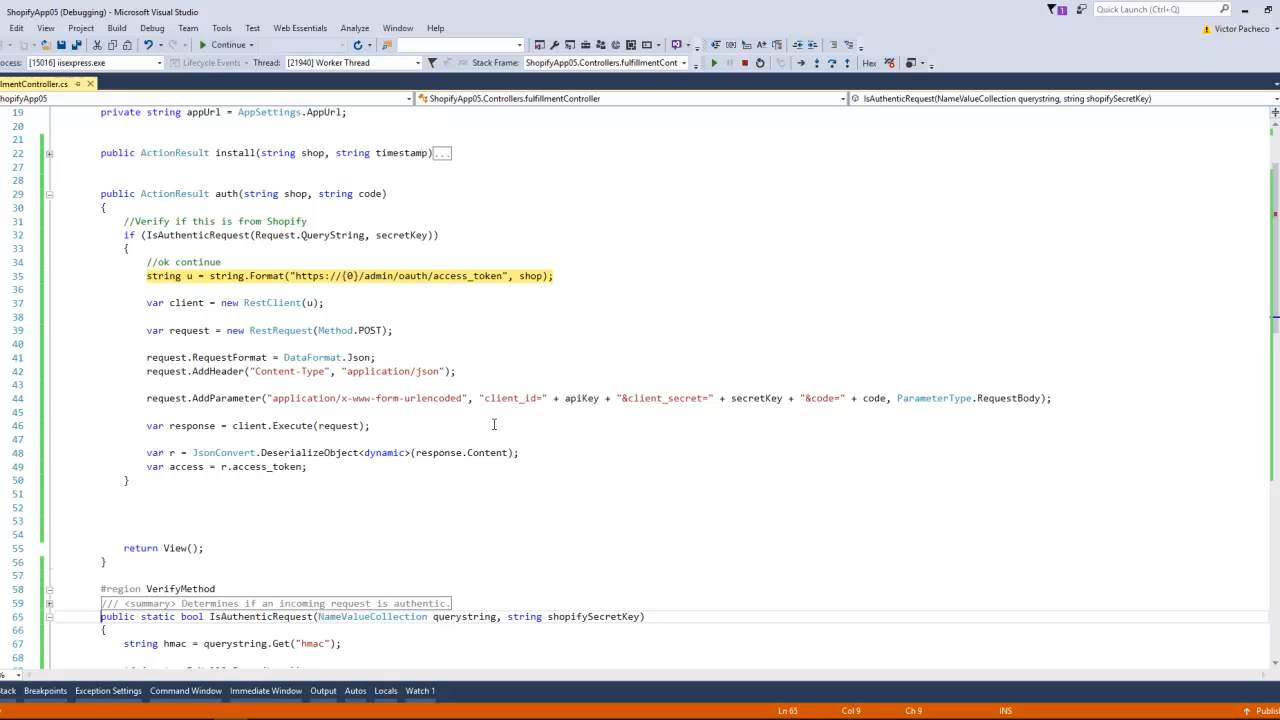 ShopifyApp05 (Debugging) - Microsoft Visual Studio
1
Quick Launch (Ctrl+Q)
Edit View Project Build Debug Team Tools Test Web Essentials Analyze Window Help
Victor Pacheco
Continue
ocess: [15016] iisexpress.exe Lifecycle Events Thread: [21940] Worker Thread Stack Frame: ShopifyApp05.Controllers.fulfillmentCont Hex
lmentController.cs
hopifyApp05 ShopifyApp05.Controllers.fulfillmentController IsAuthenticRequest(NameValueCollection querystring, string shopifySecretKey)
19 private string appUrl = AppSettings.AppUrl;
20
21
22 public ActionResult install(string shop, string timestamp)...
27
28
29 public ActionResult auth(string shop, string code)
30 {
31 //Verify if this is from Shopify
32 if (IsAuthenticRequest(Request.QueryString, secretKey))
33 {
34 //ok continue
35 string u = string.Format("https://{0}/admin/oauth/access_token", shop);
36
37 var client = new RestClient(u);
38
39 var request = new RestRequest(Method.POST);
40
41 request.RequestFormat = DataFormat.Json;
42 request.AddHeader("Content-Type", "application/json");
43
44 request.AddParameter("application/x-www-form-urlencoded", "client_id=" + apiKey + "&client_secret=" + secretKey + "&code=" + code, ParameterType.RequestBody);
45
46 var response = client.Execute(request);
47
48 var r = JsonConvert.DeserializeObject<dynamic>(response.Content);
49 var access = r.access_token;
50 }
51
52
53
54
55 return View();
56 }
57
58 #region VerifyMethod
59 /// <summary> Determines if an incoming request is authentic.
65 public static bool IsAuthenticRequest(NameValueCollection querystring, string shopifySecretKey)
66 {
67 string hmac = querystring.Get("hmac");
68
%
tack Breakpoints Exception Settings Command Window Immediate Window Output Autos Locals Watch 1
Ln 65 Col 9 Ch 9 INS Publis